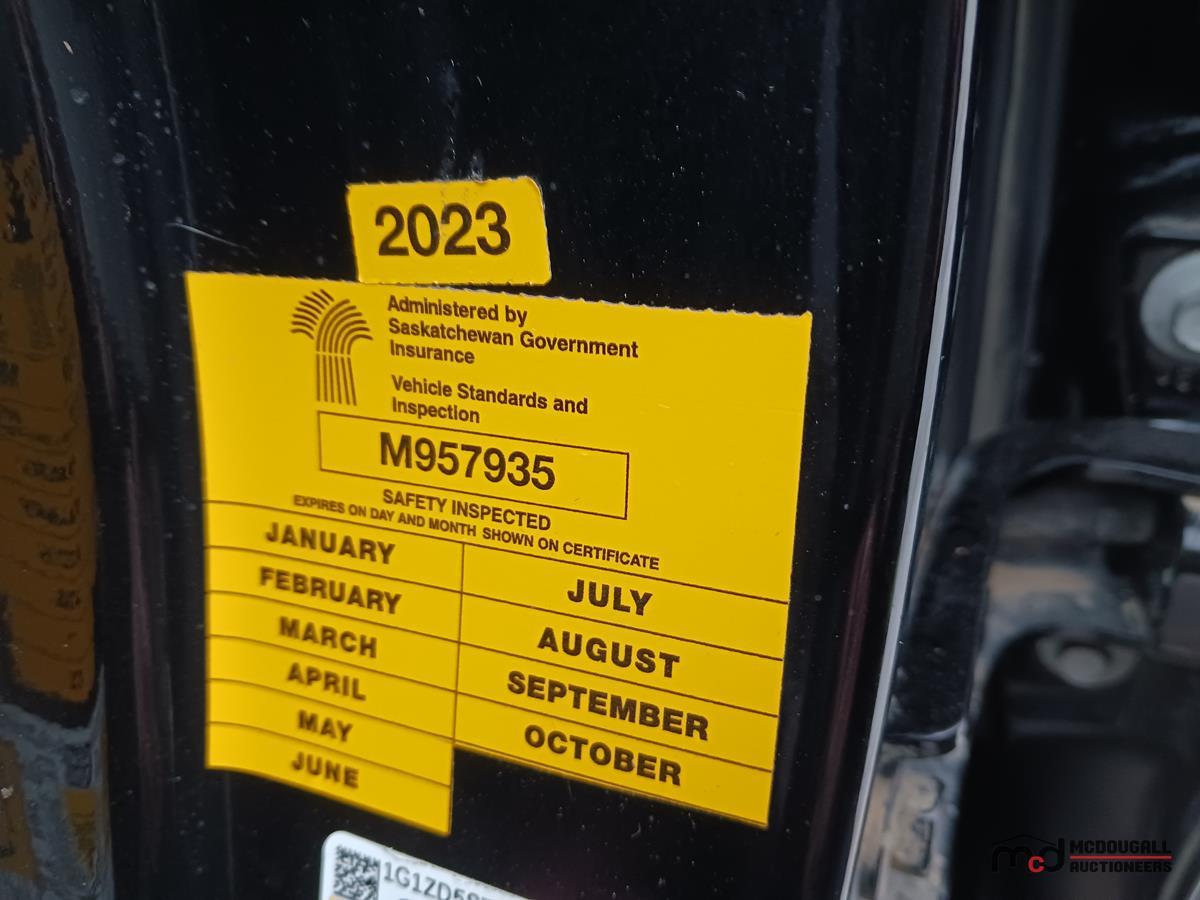 2023
Administered by
Saskatchewan Government
Insurance
Vehicle Standards and
Inspection
M957935
SAFETY INSPECTED
EXPIRES ON DAY AND MONTH SHOWN ON CERTIFICATE
JANUARY
FEBRUARY
MARCH
APRIL
MAY
JUNE
JULY
AUGUST
SEPTEMBER
OCTOBER
mcd
MCDOUGALL
AUCTIONEERS